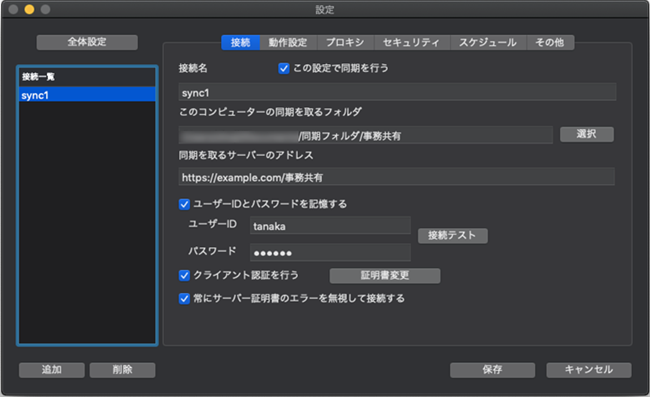 設定
全体設定
接続 動作設定 プロキシ セキュリティ スケジュール その他
接続一覧
sync1
接続名 この設定で同期を行う
sync1
このコンピューターの同期を取るフォルダ
/同期フォルダ/事務共有 選択
同期を取るサーバーのアドレス
https://example.com/事務共有
ユーザーIDとパスワードを記憶する
ユーザーID tanaka
接続テスト
パスワード ●●●●●●
クライアント認証を行う 証明書変更
常にサーバー証明書のエラーを無視して接続する
追加 削除 保存 キャンセル